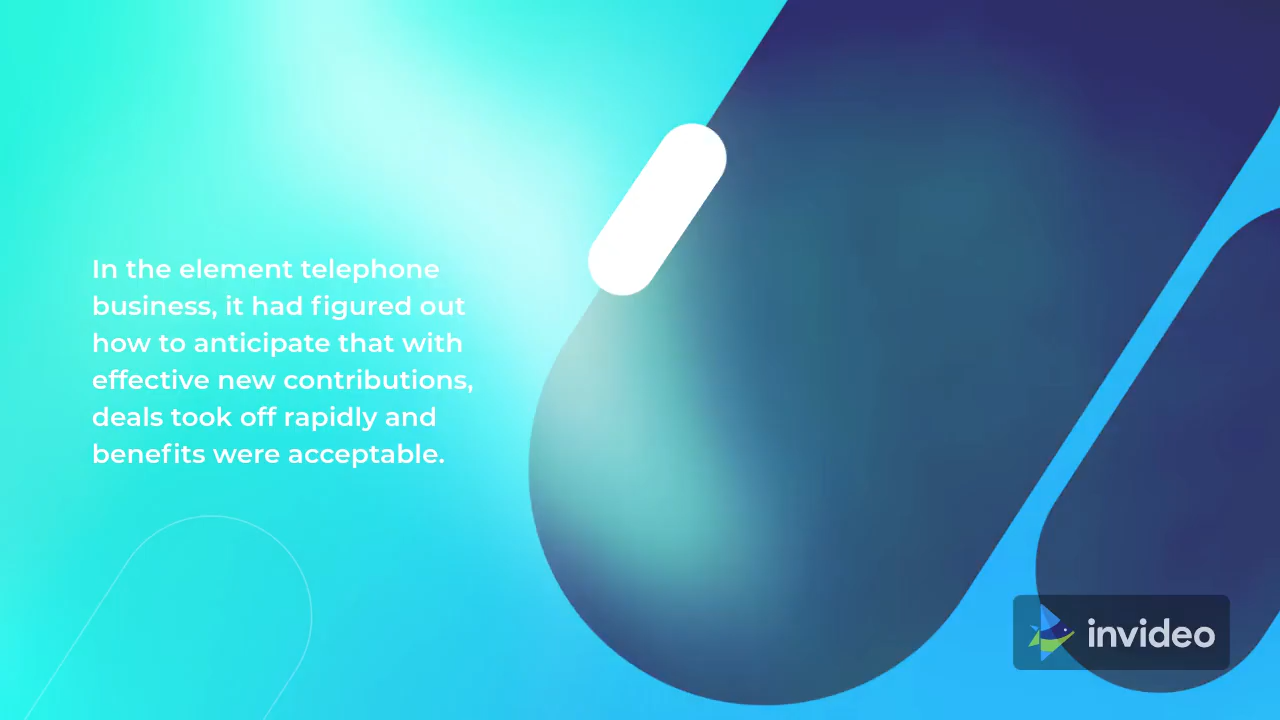 In the element telephone
business, it had figured out
how to anticipate that with
effective new contributions,
deals took off rapidly and
benefits were acceptable.
invideo